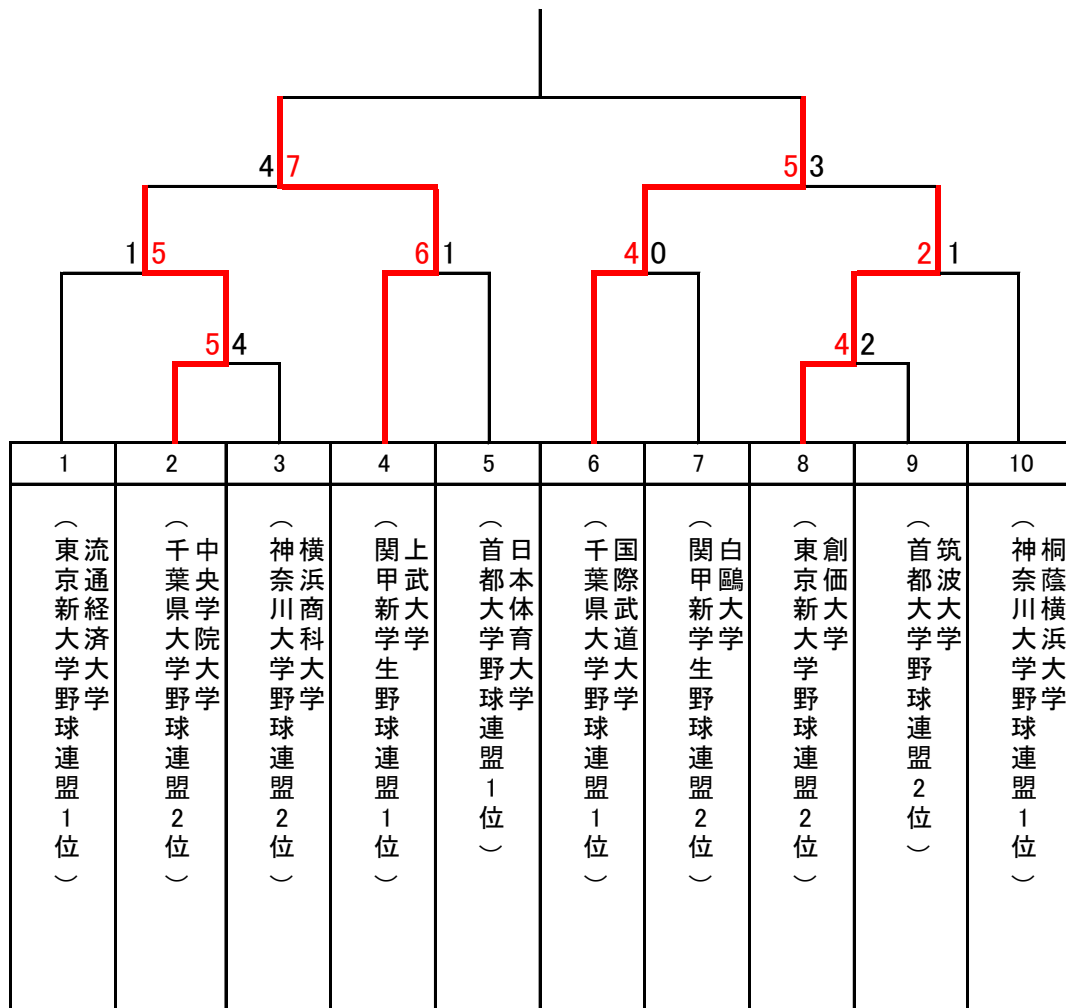 4 7
5 3
1 5
6 1
4 0
2 1
5 4
4 2
1
2
3
4
5
6
7
8
9
10
流通経済大学
（東京新大学野球連盟1位）
中央学院大学
（千葉県大学野球連盟2位）
横浜商科大学
（神奈川大学野球連盟2位）
上武大学
（関甲新学生野球連盟1位）
日本体育大学
（首都大学野球連盟1位）
国際武道大学
（千葉県大学野球連盟1位）
白鷗大学
（関甲新学生野球連盟2位）
創価大学
（東京新大学野球連盟2位）
筑波大学
（首都大学野球連盟2位）
桐蔭横浜大学
（神奈川大学野球連盟1位）